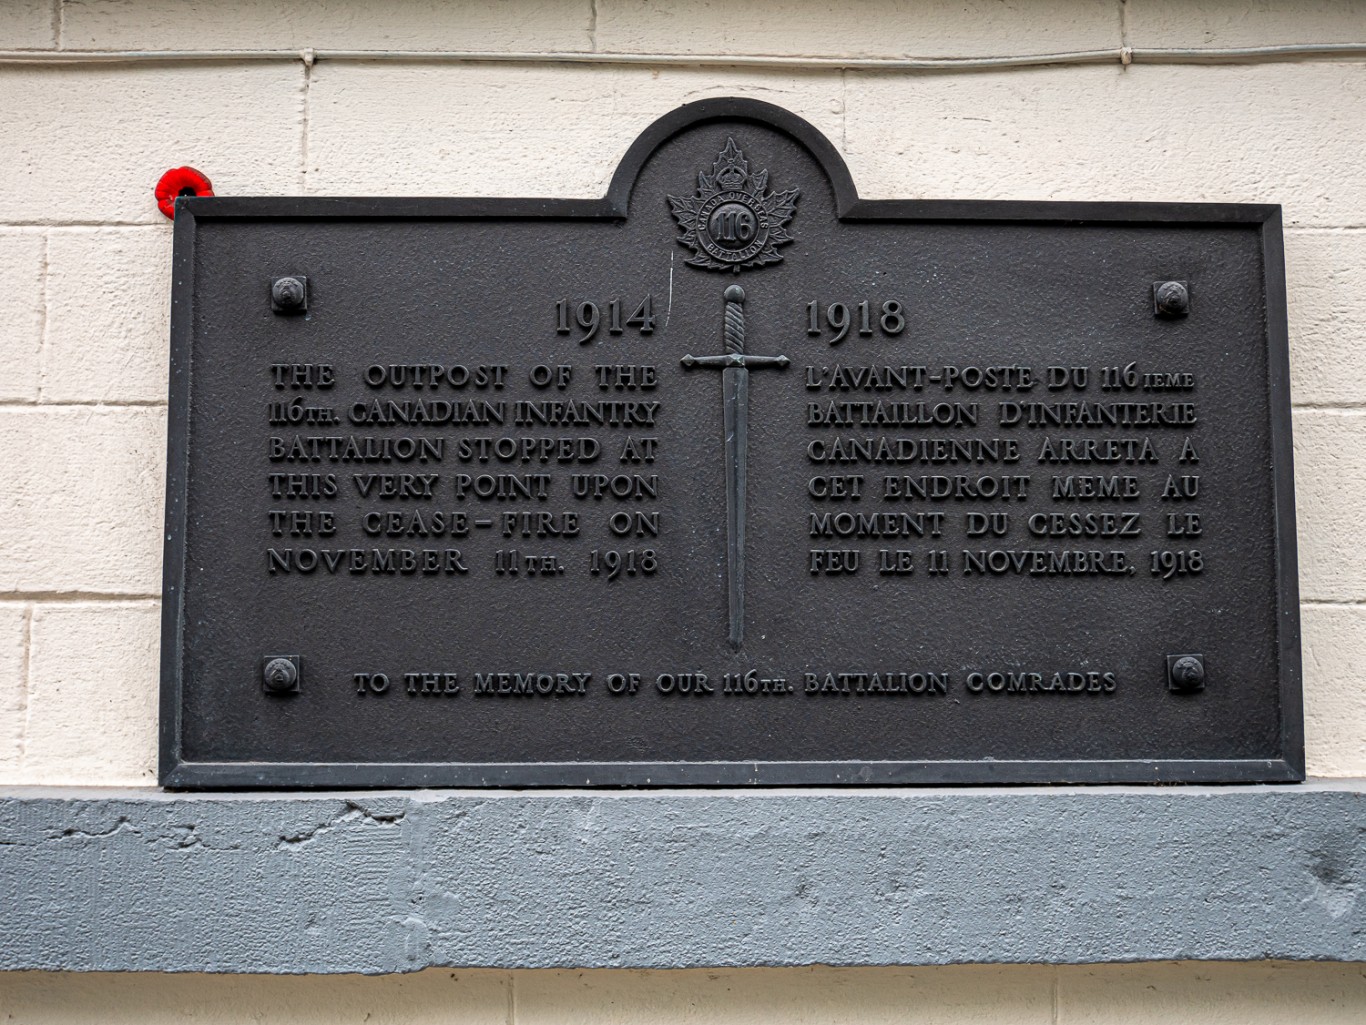 CANADA OVERSEAS
116
BATTALION
1914 1918
THE OUTPOST OF THE
116TH. CANADIAN INFANTRY
BATTALION STOPPED AT
THIS VERY POINT UPON
THE CEASE-FIRE ON
NOVEMBER 11TH. 1918
L'AVANT-POSTE DU 116IEME
BATTAILLON D'INFANTERIE
CANADIENNE ARRETA A
CET ENDROIT MEME AU
MOMENT DU CESSEZ LE
FEU LE 11 NOVEMBRE, 1918
TO THE MEMORY OF OUR 116TH. BATTALION COMRADES